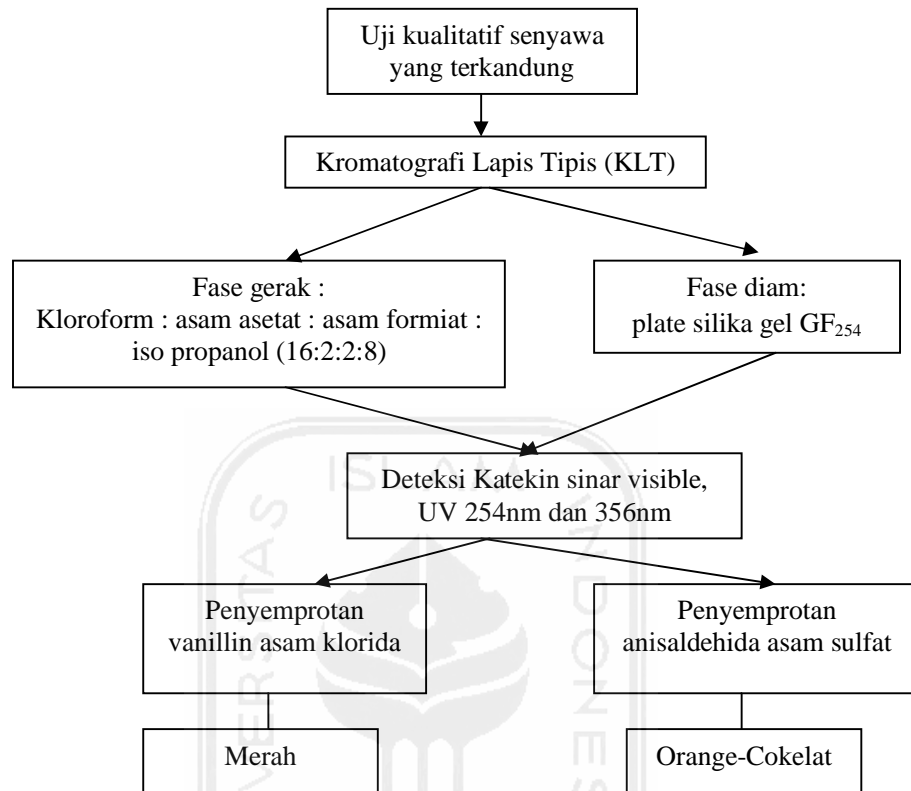 Uji kualitatif senyawa
yang terkandung
Kromatografi Lapis Tipis (KLT)
Fase gerak :
Kloroform : asam asetat : asam formiat :
iso propanol (16:2:2:8)
Fase diam:
plate silika gel GF₂₅₄
Deteksi Katekin sinar visible,
UV 254nm dan 356nm
Penyemprotan
vanillin asam klorida
Penyemprotan
anisaldehida asam sulfat
Merah
Orange-Cokelat
ISLAM